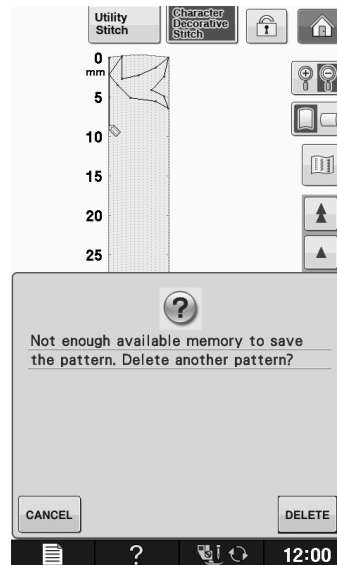 Utility
Stitch
Character
Decorative
Stitch
0
mm
5
10
15
20
25
?
Not enough available memory to save
the pattern. Delete another pattern?
CANCEL
DELETE
?
12:00